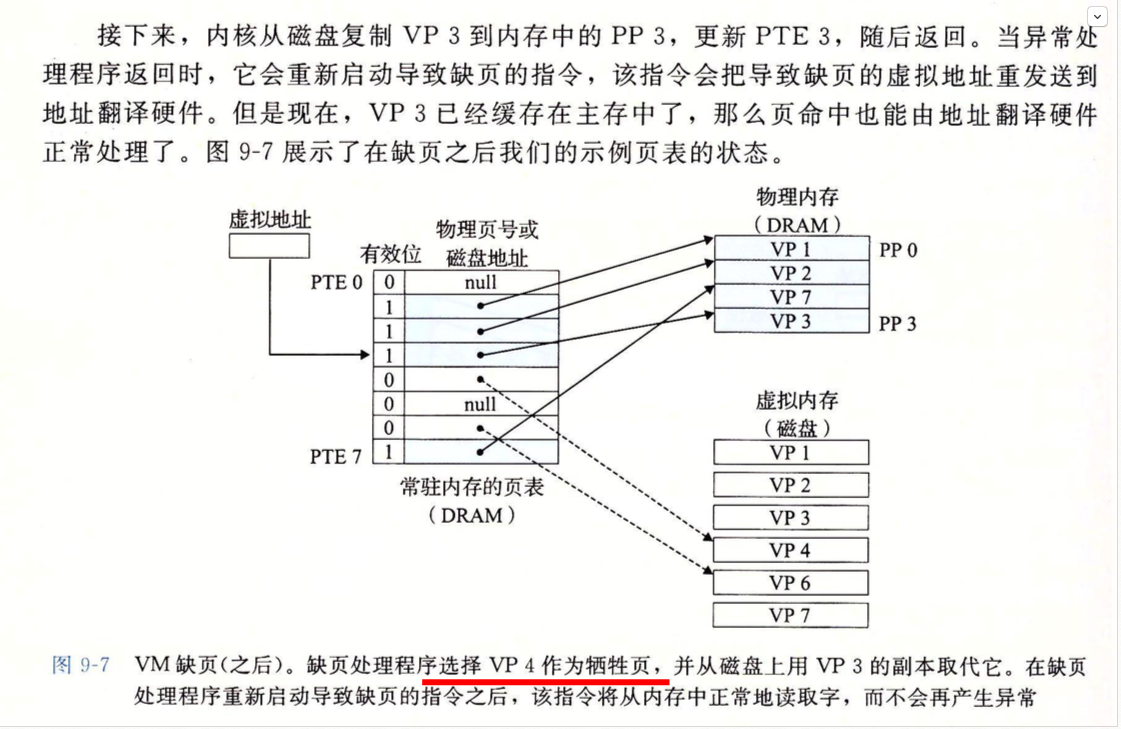 接下来，内核从磁盘复制 VP 3 到内存中的 PP 3，更新 PTE 3，随后返回。当异常处
理程序返回时，它会重新启动导致缺页的指令，该指令会把导致缺页的虚拟地址重发送到
地址翻译硬件。但是现在，VP 3 已经缓存在主存中了，那么页命中也能由地址翻译硬件
正常处理了。图 9-7 展示了在缺页之后我们的示例页表的状态。
虚拟地址
有效位
物理页号或
磁盘地址
PTE 0
0 null
1
1
1
0
0 null
0
PTE 7
1
常驻内存的页表
（DRAM）
物理内存
（DRAM）
VP 1 PP 0
VP 2
VP 7
VP 3 PP 3
虚拟内存
（磁盘）
VP 1
VP 2
VP 3
VP 4
VP 6
VP 7
图 9-7 VM 缺页(之后)。缺页处理程序选择 VP 4 作为牺牲页，并从磁盘上用 VP 3 的副本取代它。在缺页
处理程序重新启动导致缺页的指令之后，该指令将从内存中正常地读取字，而不会再产生异常